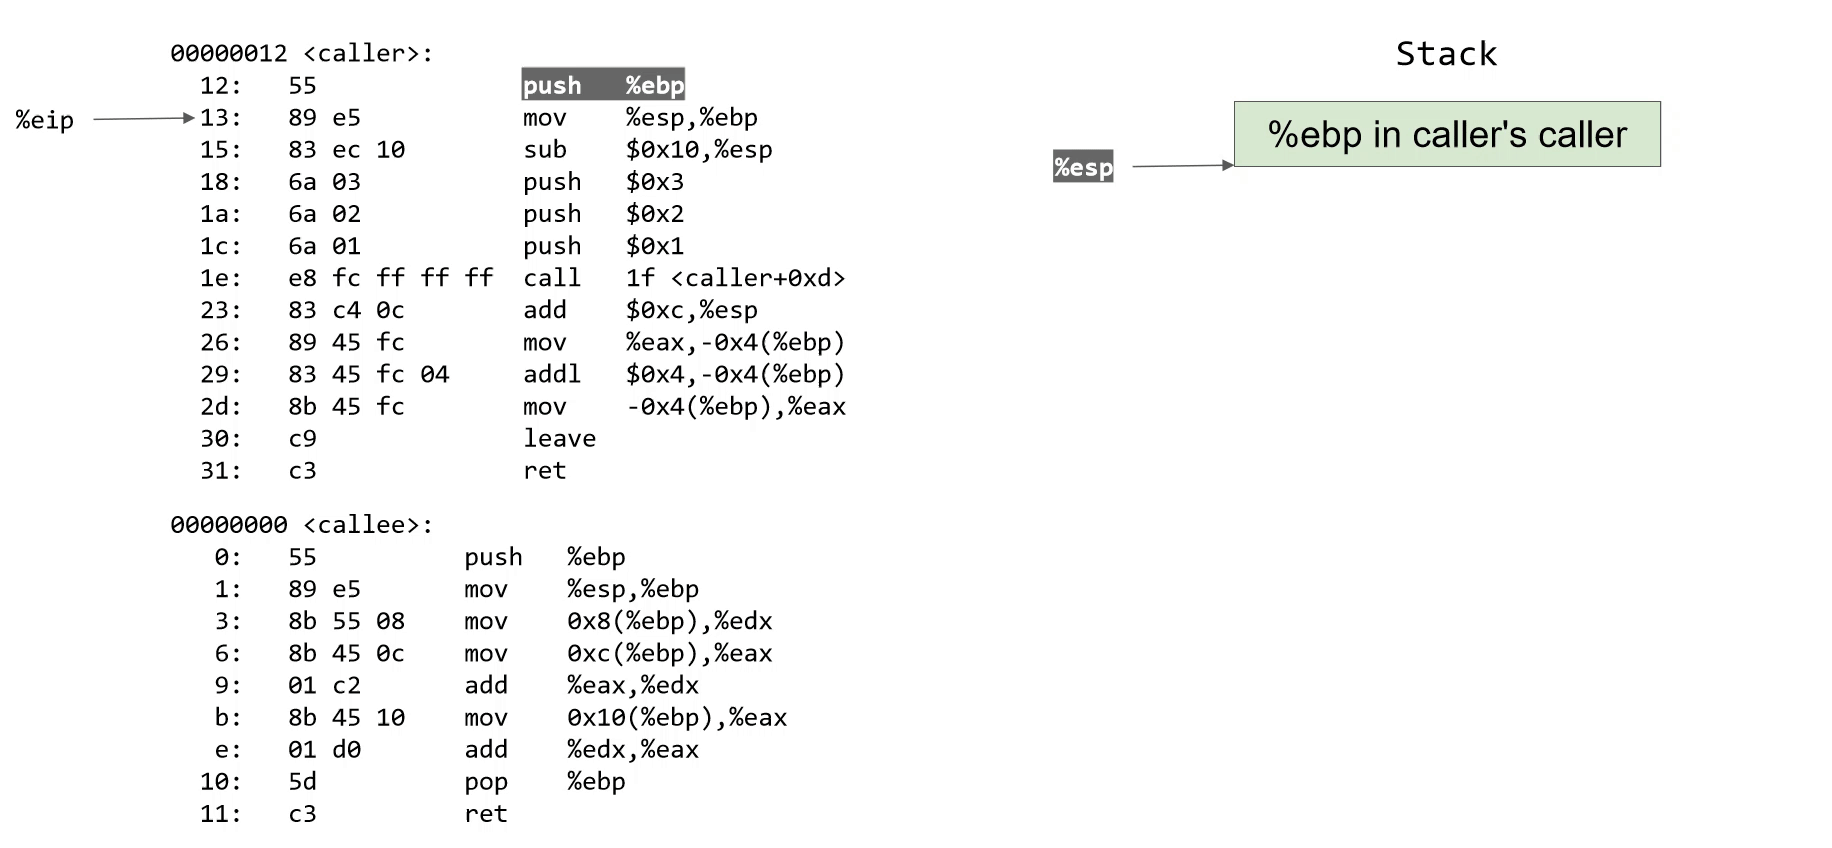 00000012 <caller>:
12: 55 push %ebp
%eip 13: 89 e5 mov %esp,%ebp
15: 83 ec 10 sub $0x10,%esp
18: 6a 03 push $0x3
1a: 6a 02 push $0x2
1c: 6a 01 push $0x1
1e: e8 fc ff ff ff call 1f <caller+0xd>
23: 83 c4 0c add $0xc,%esp
26: 89 45 fc mov %eax,-0x4(%ebp)
29: 83 45 fc 04 addl $0x4,-0x4(%ebp)
2d: 8b 45 fc mov -0x4(%ebp),%eax
30: c9 leave
31: c3 ret
00000000 <callee>:
0: 55 push %ebp
1: 89 e5 mov %esp,%ebp
3: 8b 55 08 mov 0x8(%ebp),%edx
6: 8b 45 0c mov 0xc(%ebp),%eax
9: 01 c2 add %eax,%edx
b: 8b 45 10 mov 0x10(%ebp),%eax
e: 01 d0 add %edx,%eax
10: 5d pop %ebp
11: c3 ret
Stack
%ebp in caller's caller
%esp